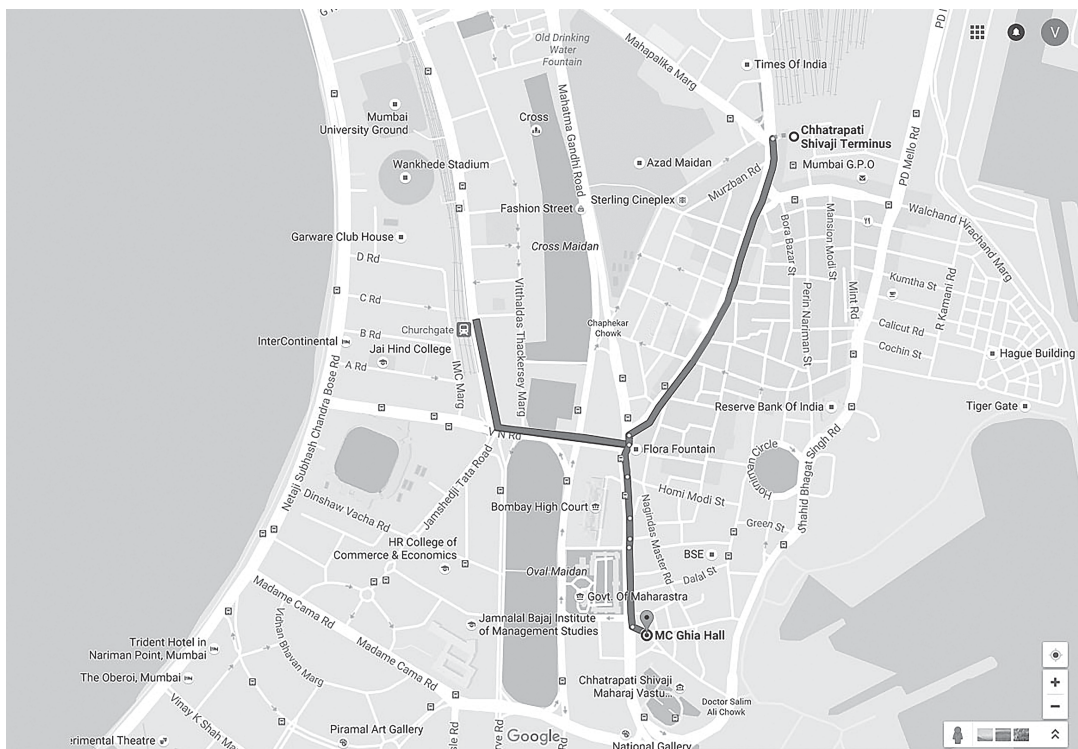 G
Old Drinking
Water
Fountain
Mahapalika Marg
PD
V
Times Of India
Mumbai
University Ground
Cross
Mahatma Gandhi Road
Chhatrapati
Shivaji Terminus
Wankhede Stadium
Azad Maidan
Mumbai G.P.O
PD Mello Rd
Murzban Rd
Sterling Cineplex
Fashion Street
Garware Club House
Cross Maidan
Bora Bazar St
Mansion Modi St
Walchand Hirachand Marg
D Rd
Vitthaldas Thackersey Marg
Perin Nariman St
Mint Rd
Kumtha St
R Kamani Rd
C Rd
Churchgate
Chaphekar
Chowk
Calicut Rd
B Rd
InterContinental
Jai Hind College
Cochin St
Hague Building
A Rd
IMC Marg
Netaji Subhash Chandra Bose Rd
Reserve Bank Of India
Tiger Gate
V N Rd
Flora Fountain
Jamshedji Tata Road
Horniman Circle
Shahid Bhagat Singh Rd
Dinshaw Vacha Rd
Bombay High Court
Homi Modi St
Nagindas Master Rd
Green St
HR College of
Commerce & Economics
BSE
Dalal St
Oval Maidan
Govt. Of Maharastra
Madame Cama Rd
Jamnalal Bajaj Institute
of Management Studies
MC Ghia Hall
Vidhan Bhavan Marg
Trident Hotel in
Nariman Point, Mumbai
Madame Cama Rd
The Oberoi, Mumbai
Chhatrapati Shivaji
Maharaj Vastu...
Doctor Salim
Ali Chowk
Vinay K Shah Marg
Piramal Art Gallery
Google
rimental Theatre
National Gallery